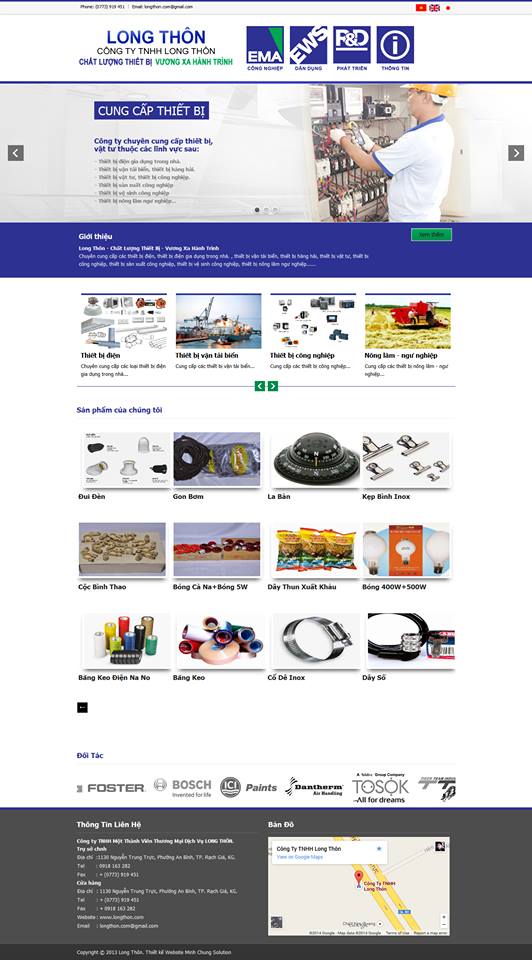 Phone: (0773) 919 451 | Email: longthon.com@gmail.com
LONG THÔN
CÔNG TY TNHH LONG THÔN
CHẤT LƯỢNG THIẾT BỊ VƯƠNG XA HÀNH TRÌNH
EMA
EWS
R&D
CÔNG NGHIỆP
DÂN DỤNG
PHÁT TRIỂN
THÔNG TIN
CUNG CẤP THIẾT BỊ
Công ty chuyên cung cấp thiết bị,
vật tư thuộc các lĩnh vực sau:
- Thiết bị điện gia dụng trong nhà.
- Thiết bị vận tải biển, thiết bị hàng hải.
- Thiết bị vật tư, thiết bị công nghiệp.
- Thiết bị sản xuất công nghiệp
- Thiết bị vệ sinh công nghiệp
- Thiết bị nông lâm ngư nghiệp...
Giới thiệu
Xem thêm
Long Thôn - Chất Lượng Thiết Bị - Vươn Xa Hành Trình
Chuyên cung cấp các thiết bị điện, thiết bị điện gia dụng trong nhà. , thiết bị vận tải biển, thiết bị hàng hải, thiết bị vật tư, thiết bị
công nghiệp, thiết bị sản xuất công nghiệp, thiết bị vệ sinh công nghiệp, thiết bị nông lâm ngư nghiệp......
Thiết bị điện
Thiết bị vận tải biển
Thiết bị công nghiệp
Nông lâm - ngư nghiệp
Chuyên cung cấp các loại thiết bị điện
gia dụng trong nhà...
Cung cấp các thiết bị vận tải biển...
Cung cấp các thiết bị công nghiệp...
Cung cấp các thiết bị nông lâm - ngư
nghiệp...
Sản phẩm của chúng tôi
Đui Đèn
Gon Bơm
La Bàn
Kẹp Bình Inox
Cộc Bình Thao
Bóng Cà Na+Bóng 5W
Dây Thun Xuất Khẩu
Bóng 400W+500W
Băng Keo Điện Na No
Băng Keo
Cổ Dê Inox
Dây Số
Đối Tác
FOSTER
BOSCH
Invented for life
ICI Paints
Dantherm
Air Handling
A Toldco Group Company
TOSOK
All for dreams
Thông Tin Liên Hệ
Bản Đồ
Công ty TNHH Một Thành Viên Thương Mại Dịch Vụ LONG THÔN.
Trụ sở chnh
Địa chỉ :1130 Nguyễn Trung Trực, Phường An Bình, TP. Rạch Giá, KG.
Tel : 0918 163 282
Fax : + (0773) 919 451
Cửa hàng
Địa chỉ : 1130 Nguyễn Trung Trực, Phường An Bình, TP. Rạch Giá, KG.
Tel : + (0773) 919 451
Fax : + 0918 163 282
Website : www.longthon.com
Email : longthon.com@gmail.com
Công Ty TNHH Long Thôn
View on Google Maps
Công Ty TNHH
Long Thôn
Google
©2014 Google - Map data ©2014 Google
Terms of Use
Report a map error
Copyright © 2013 Long Thôn. Thiết kế Website Minh Chung Solution